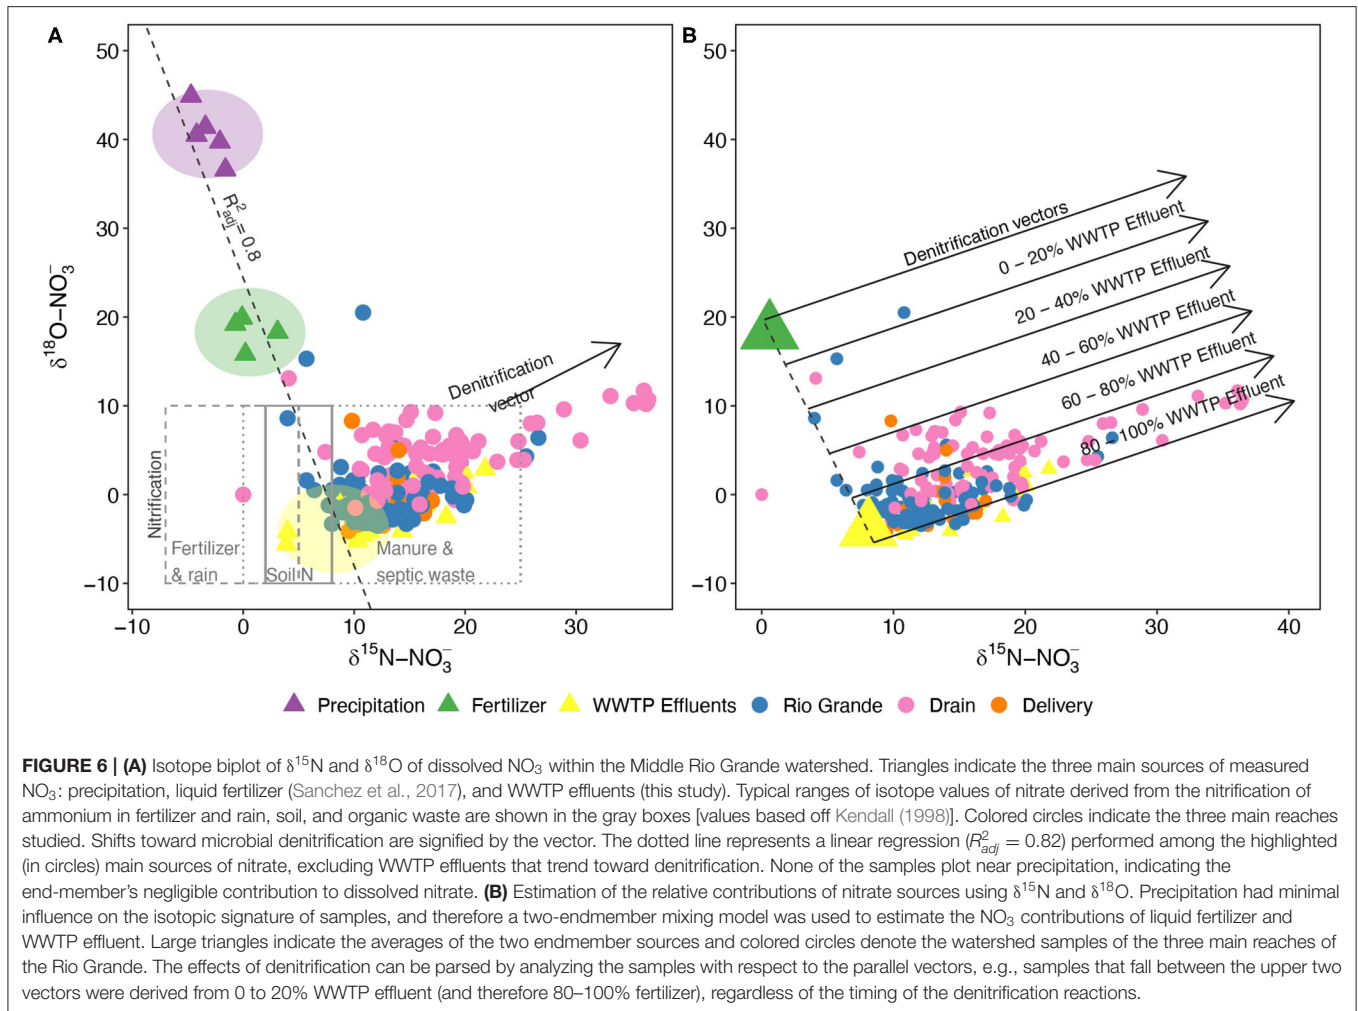 A
B
50
40
30
20
10
0
−10
δ18O–NO3−
R2adj = 0.8
Denitrification
vector
Nitrification
Fertilizer
& rain
Soil N
Manure &
septic waste
−10
0
10
20
30
δ15N–NO3−
50
40
30
20
10
0
−10
Denitrification vectors
0 – 20% WWTP Effluent
20 – 40% WWTP Effluent
40 – 60% WWTP Effluent
60 – 80% WWTP Effluent
80 – 100% WWTP Effluent
0
10
20
30
40
δ15N–NO3−
Precipitation Fertilizer WWTP Effluents Rio Grande Drain Delivery
FIGURE 6 | (A) Isotope biplot of δ15N and δ18O of dissolved NO3 within the Middle Rio Grande watershed. Triangles indicate the three main sources of measured
NO3: precipitation, liquid fertilizer (Sanchez et al., 2017), and WWTP effluents (this study). Typical ranges of isotope values of nitrate derived from the nitrification of
ammonium in fertilizer and rain, soil, and organic waste are shown in the gray boxes [values based off Kendall (1998)]. Colored circles indicate the three main reaches
studied. Shifts toward microbial denitrification are signified by the vector. The dotted line represents a linear regression (R2adj = 0.82) performed among the highlighted
(in circles) main sources of nitrate, excluding WWTP effluents that trend toward denitrification. None of the samples plot near precipitation, indicating the
end-member's negligible contribution to dissolved nitrate. (B) Estimation of the relative contributions of nitrate sources using δ15N and δ18O. Precipitation had minimal
influence on the isotopic signature of samples, and therefore a two-endmember mixing model was used to estimate the NO3 contributions of liquid fertilizer and
WWTP effluent. Large triangles indicate the averages of the two endmember sources and colored circles denote the watershed samples of the three main reaches of
the Rio Grande. The effects of denitrification can be parsed by analyzing the samples with respect to the parallel vectors, e.g., samples that fall between the upper two
vectors were derived from 0 to 20% WWTP effluent (and therefore 80–100% fertilizer), regardless of the timing of the denitrification reactions.